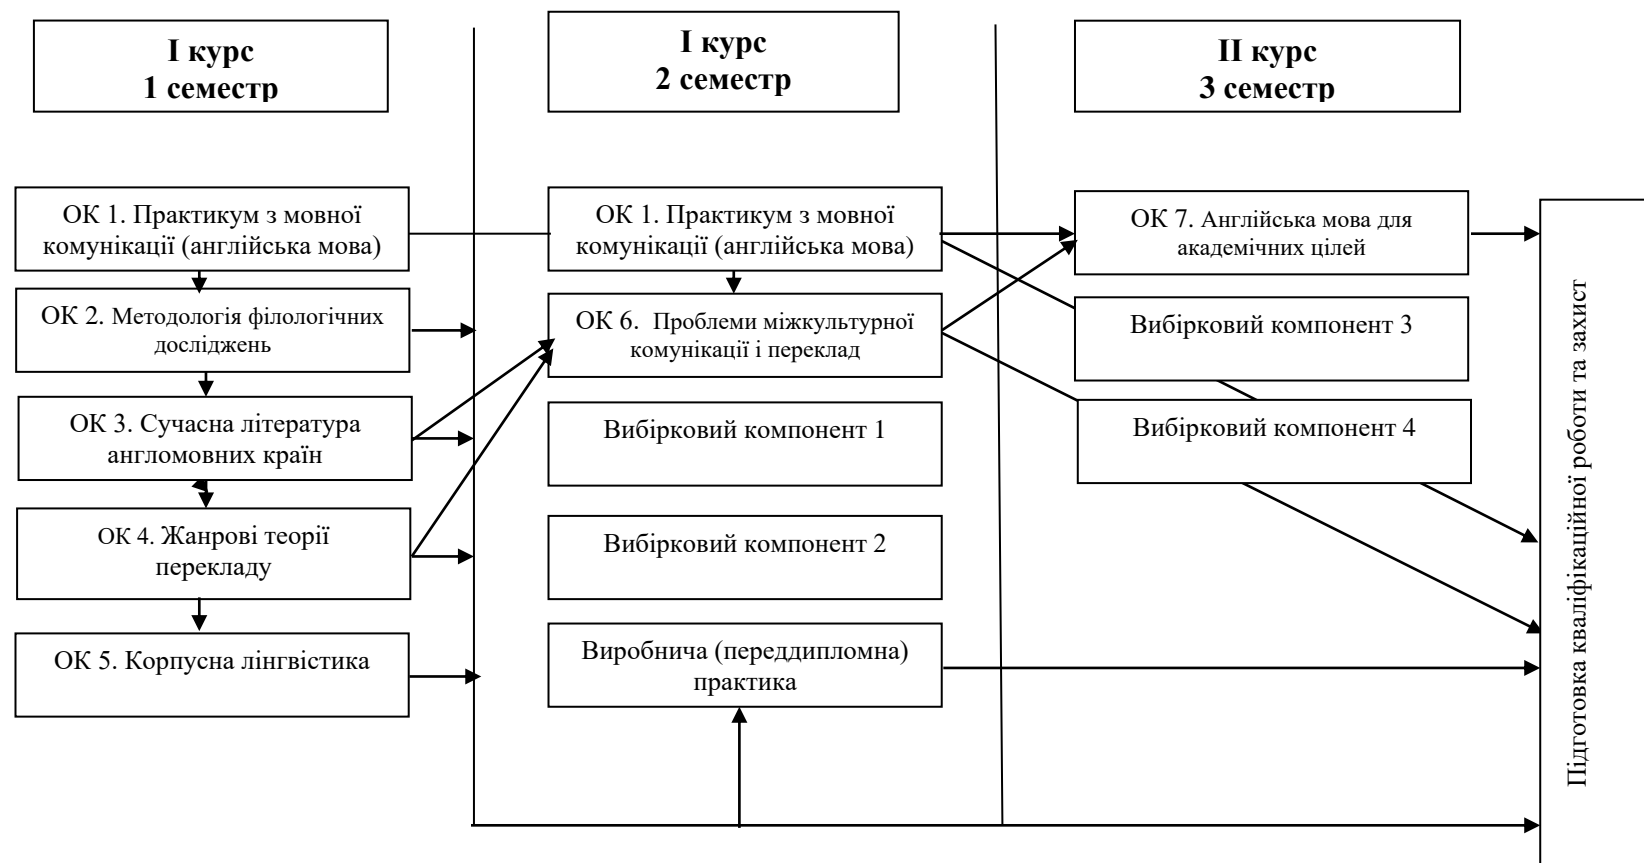 І курс
1 семестр
І курс
2 семестр
ІІ курс
3 семестр
ОК 1. Практикум з мовної
комунікації (англійська мова)
ОК 2. Методологія філологічних
досліджень
ОК 3. Сучасна література
англомовних країн
ОК 4. Жанрові теорії
перекладу
ОК 5. Корпусна лінгвістика
ОК 1. Практикум з мовної
комунікації (англійська мова)
ОК 6. Проблеми міжкультурної
комунікації і переклад
Вибірковий компонент 1
Вибірковий компонент 2
Виробнича (переддипломна)
практика
ОК 7. Англійська мова для
академічних цілей
Вибірковий компонент 3
Вибірковий компонент 4
Підготовка кваліфікаційної роботи та захист